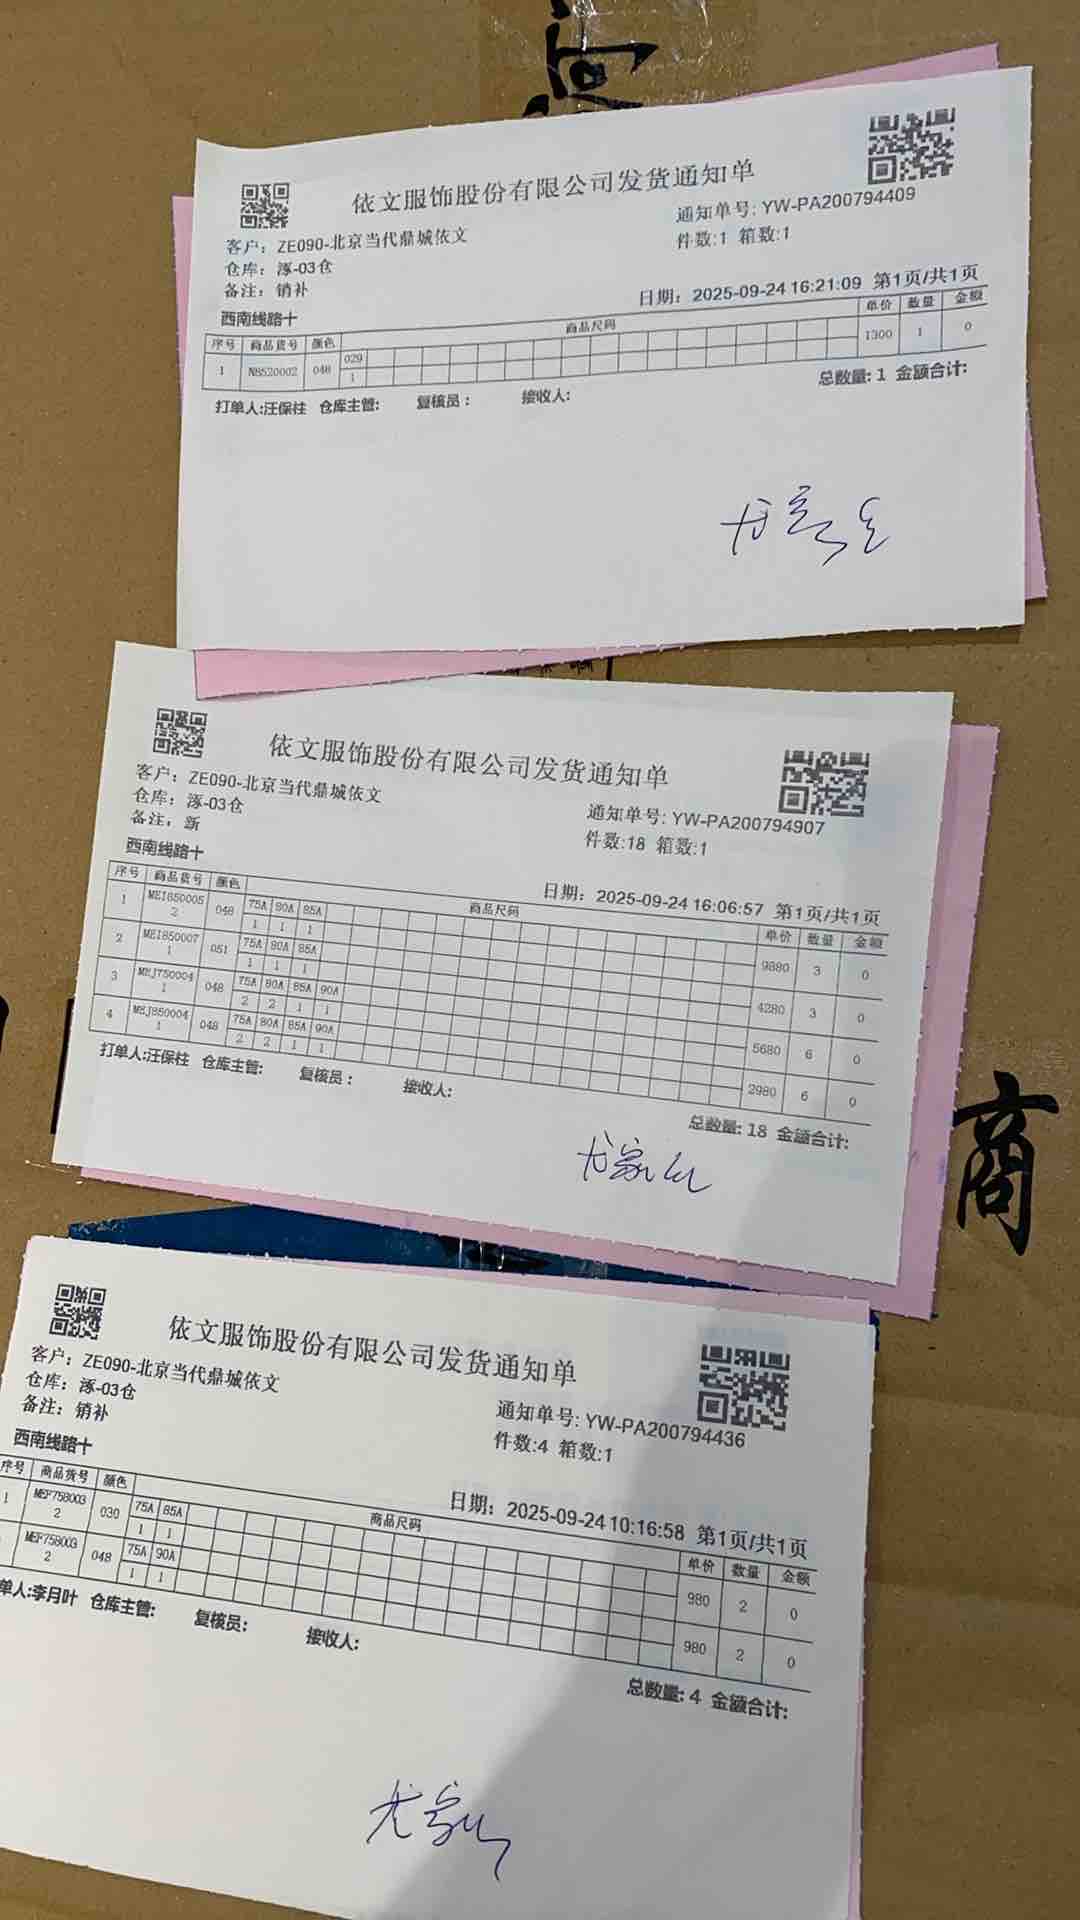 依文服饰股份有限公司发货通知单
客户：ZE090-北京当代鼎城依文
通知单号: YW-PA200794409
仓库：涿-03仓
件数:1 箱数:1
备注：销补
日期：2025-09-24 16:21:09 第1页/共1页
西南线路十
序号 商品货号 颜色 商品尺码 单价 数量 金额
029
1 NB520002 048 1300 1 0
1
总数量: 1 金额合计:
打单人:汪保柱 仓库主管: 复核员： 接收人:
依文服饰股份有限公司发货通知单
客户：ZE090-北京当代鼎城依文
仓库：涿-03仓
通知单号: YW-PA200794907
备注：新
件数:18 箱数:1
西南线路十
日期：2025-09-24 16:06:57 第1页/共1页
序号 商品货号 颜色 商品尺码 单价 数量 金额
75A 80A 85A
1 MEI8500052 048 9880 3 0
1 1 1
75A 80A 85A
2 MEI8500071 051 4280 3 0
1 1 1
75A 80A 85A 90A
3 MEJ7500041 048 5680 6 0
2 2 1 1
75A 80A 85A 90A
4 MEJ8500041 048 2980 6 0
2 2 1 1
打单人:汪保柱 仓库主管: 复核员： 接收人:
总数量: 18 金额合计:
商
依文服饰股份有限公司发货通知单
客户：ZE090-北京当代鼎城依文
仓库：涿-03仓
通知单号: YW-PA200794436
备注：销补
件数:4 箱数:1
西南线路十
日期：2025-09-24 10:16:58 第1页/共1页
序号 商品货号 颜色 商品尺码 单价 数量 金额
75A 85A
1 MEF7580032 030 980 2 0
1 1
75A 90A
MEF7580032 048 980 2 0
1 1
单人:李月叶 仓库主管: 复核员: 接收人:
总数量: 4 金额合计: